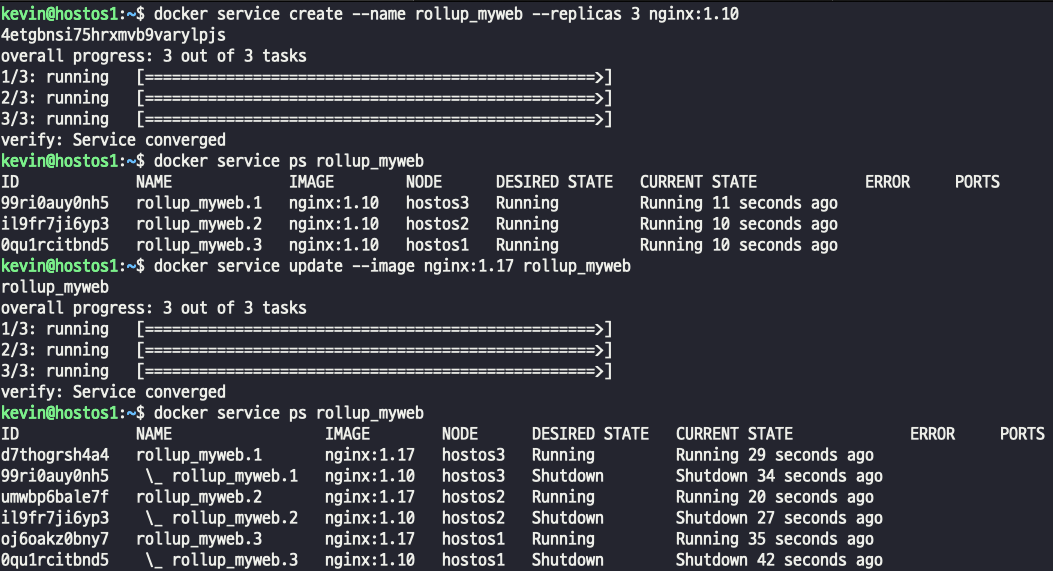 kevin@hostos1:~$ docker service create --name rollup_myweb --replicas 3 nginx:1.10
4etgbnsi75hrxmvb9varylpjs
overall progress: 3 out of 3 tasks
1/3: running   [==================================================>]
2/3: running   [==================================================>]
3/3: running   [==================================================>]
verify: Service converged
kevin@hostos1:~$ docker service ps rollup_myweb
ID             NAME             IMAGE        NODE      DESIRED STATE   CURRENT STATE            ERROR     PORTS
99ri0auy0nh5   rollup_myweb.1   nginx:1.10   hostos3   Running         Running 11 seconds ago
il9fr7ji6yp3   rollup_myweb.2   nginx:1.10   hostos2   Running         Running 10 seconds ago
0qu1rcitbnd5   rollup_myweb.3   nginx:1.10   hostos1   Running         Running 10 seconds ago
kevin@hostos1:~$ docker service update --image nginx:1.17 rollup_myweb
rollup_myweb
overall progress: 3 out of 3 tasks
1/3: running   [==================================================>]
2/3: running   [==================================================>]
3/3: running   [==================================================>]
verify: Service converged
kevin@hostos1:~$ docker service ps rollup_myweb
ID             NAME                 IMAGE        NODE      DESIRED STATE   CURRENT STATE             ERROR     PORTS
d7thogrsh4a4   rollup_myweb.1       nginx:1.17   hostos3   Running         Running 29 seconds ago
99ri0auy0nh5    \_ rollup_myweb.1   nginx:1.10   hostos3   Shutdown        Shutdown 34 seconds ago
umwbp6bale7f   rollup_myweb.2       nginx:1.17   hostos2   Running         Running 20 seconds ago
il9fr7ji6yp3    \_ rollup_myweb.2   nginx:1.10   hostos2   Shutdown        Shutdown 27 seconds ago
oj6oakz0bny7   rollup_myweb.3       nginx:1.17   hostos1   Running         Running 35 seconds ago
0qu1rcitbnd5    \_ rollup_myweb.3   nginx:1.10   hostos1   Shutdown        Shutdown 42 seconds ago